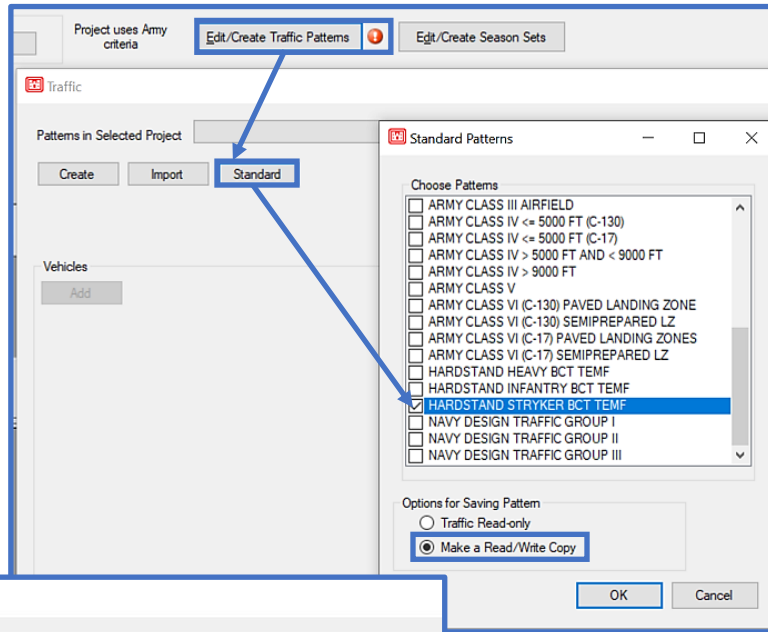 Project uses Army
criteria
Edit/Create Traffic Patterns
Edit/Create Season Sets
Traffic
Patterns in Selected Project
Create
Import
Standard
Vehicles
Add
Standard Patterns
Choose Patterns
ARMY CLASS III AIRFIELD
ARMY CLASS IV <= 5000 FT (C-130)
ARMY CLASS IV <= 5000 FT (C-17)
ARMY CLASS IV > 5000 FT AND < 9000 FT
ARMY CLASS IV > 9000 FT
ARMY CLASS V
ARMY CLASS VI (C-130) PAVED LANDING ZONE
ARMY CLASS VI (C-130) SEMIPREPARED LZ
ARMY CLASS VI (C-17) PAVED LANDING ZONES
ARMY CLASS VI (C-17) SEMIPREPARED LZ
HARDSTAND HEAVY BCT TEMF
HARDSTAND INFANTRY BCT TEMF
HARDSTAND STRYKER BCT TEMF
NAVY DESIGN TRAFFIC GROUP I
NAVY DESIGN TRAFFIC GROUP II
NAVY DESIGN TRAFFIC GROUP III
Options for Saving Pattern
Traffic Read-only
Make a Read/Write Copy
OK
Cancel